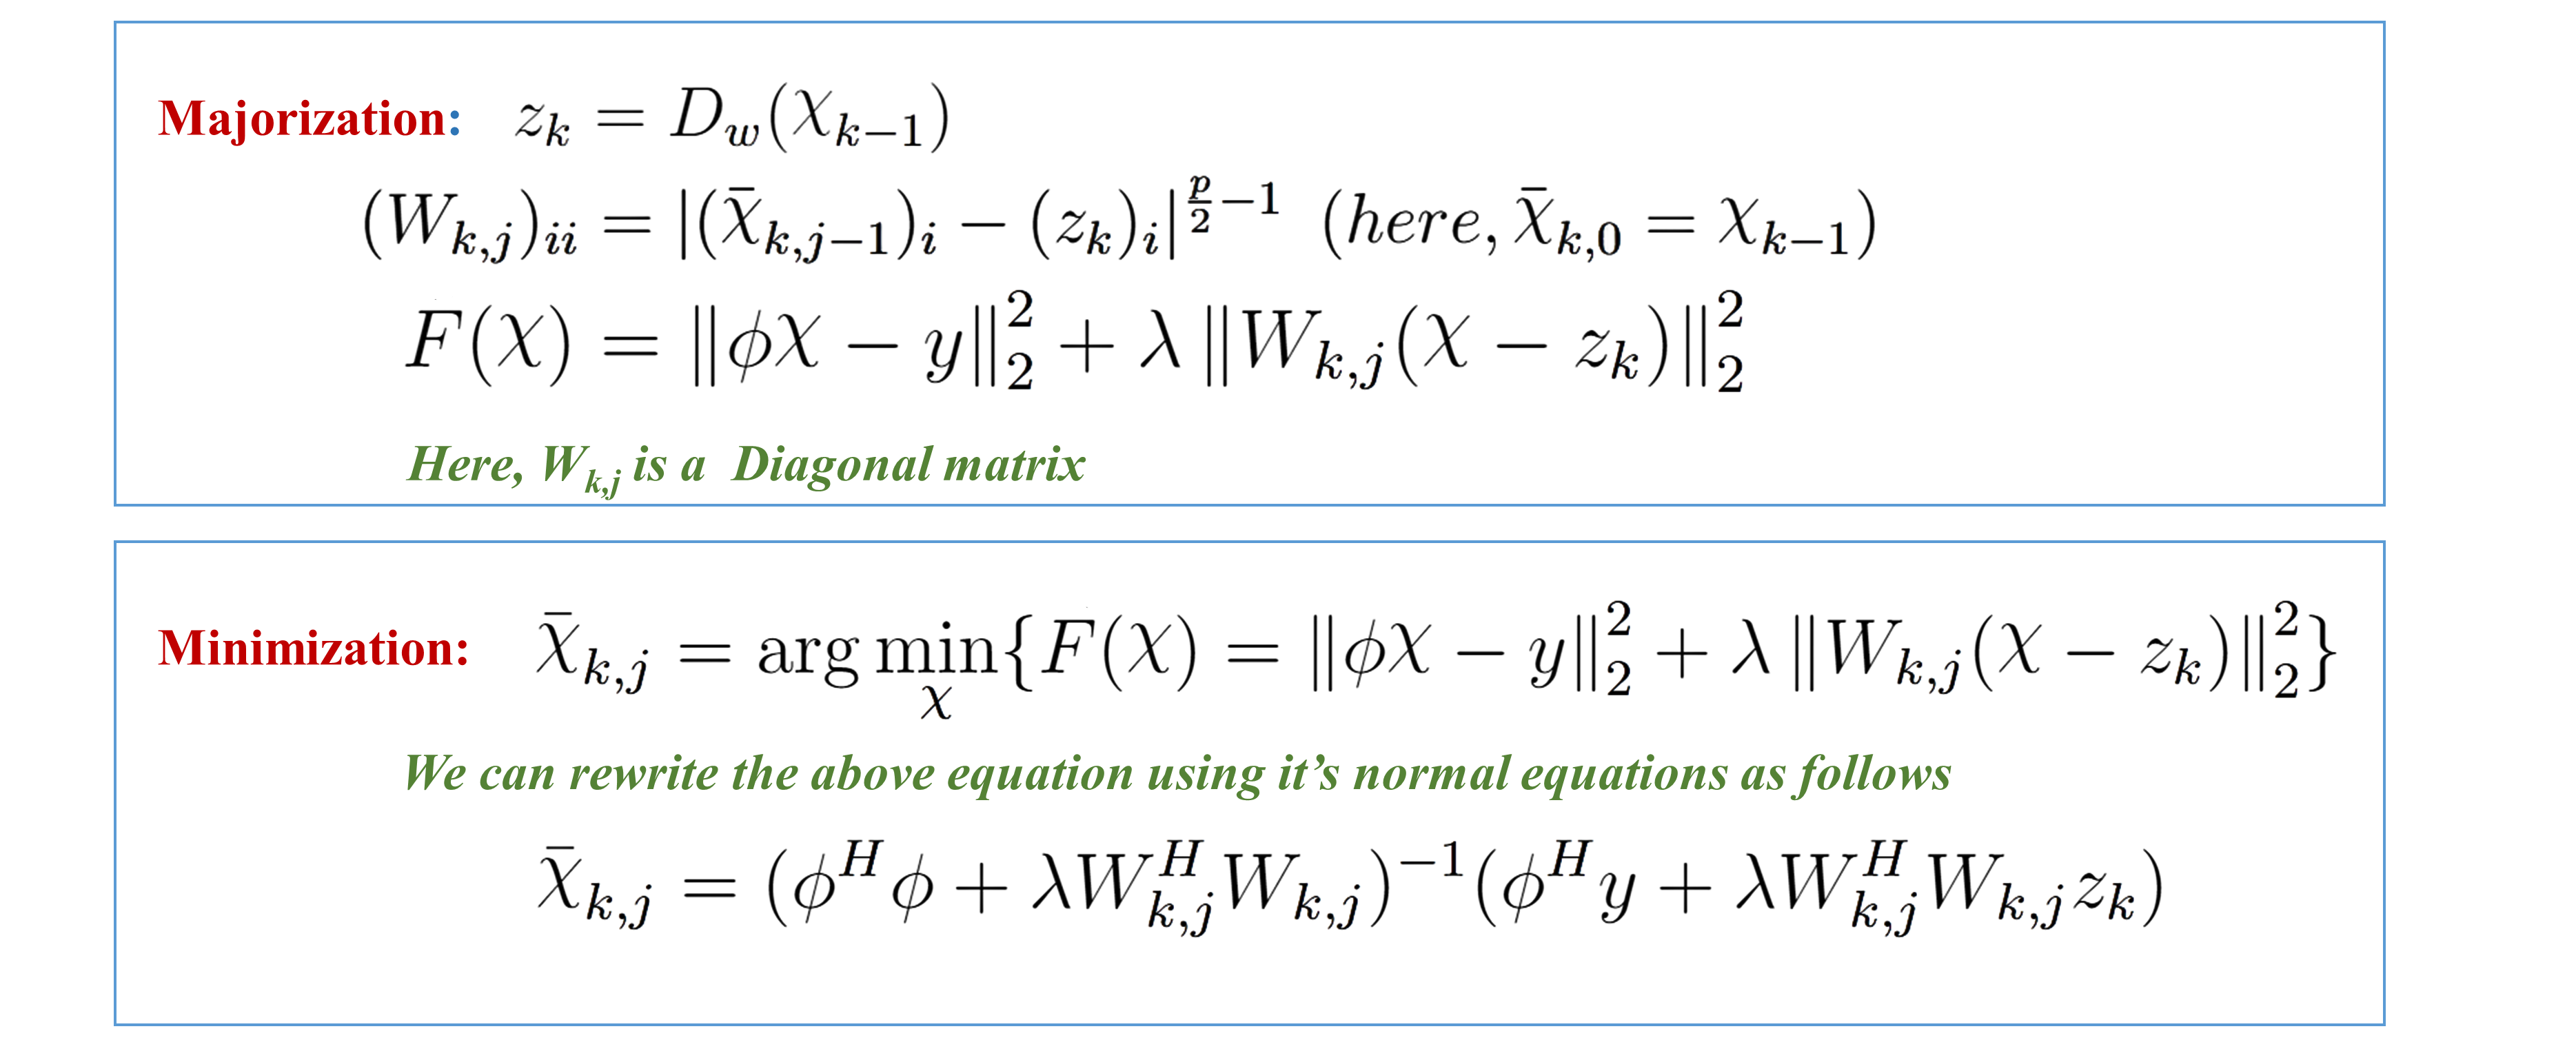 Majorization: $z_k = D_w(\chi_{k-1})$
$(W_{k,j})_{ii} = |(\bar{\chi}_{k,j-1})_i - (z_k)_i|^{\frac{p}{2}-1}$ $(here, \bar{\chi}_{k,0} = \chi_{k-1})$
$F(\chi) = \|\phi\chi - y\|_2^2 + \lambda \|W_{k,j}(\chi - z_k)\|_2^2$
Here, $W_{k,j}$ is a Diagonal matrix
Minimization: $\bar{\chi}_{k,j} = \arg\min_{\chi}\{F(\chi) = \|\phi\chi - y\|_2^2 + \lambda \|W_{k,j}(\chi - z_k)\|_2^2\}$
We can rewrite the above equation using it’s normal equations as follows
$\bar{\chi}_{k,j} = (\phi^H\phi + \lambda W_{k,j}^H W_{k,j})^{-1}(\phi^H y + \lambda W_{k,j}^H W_{k,j} z_k)$